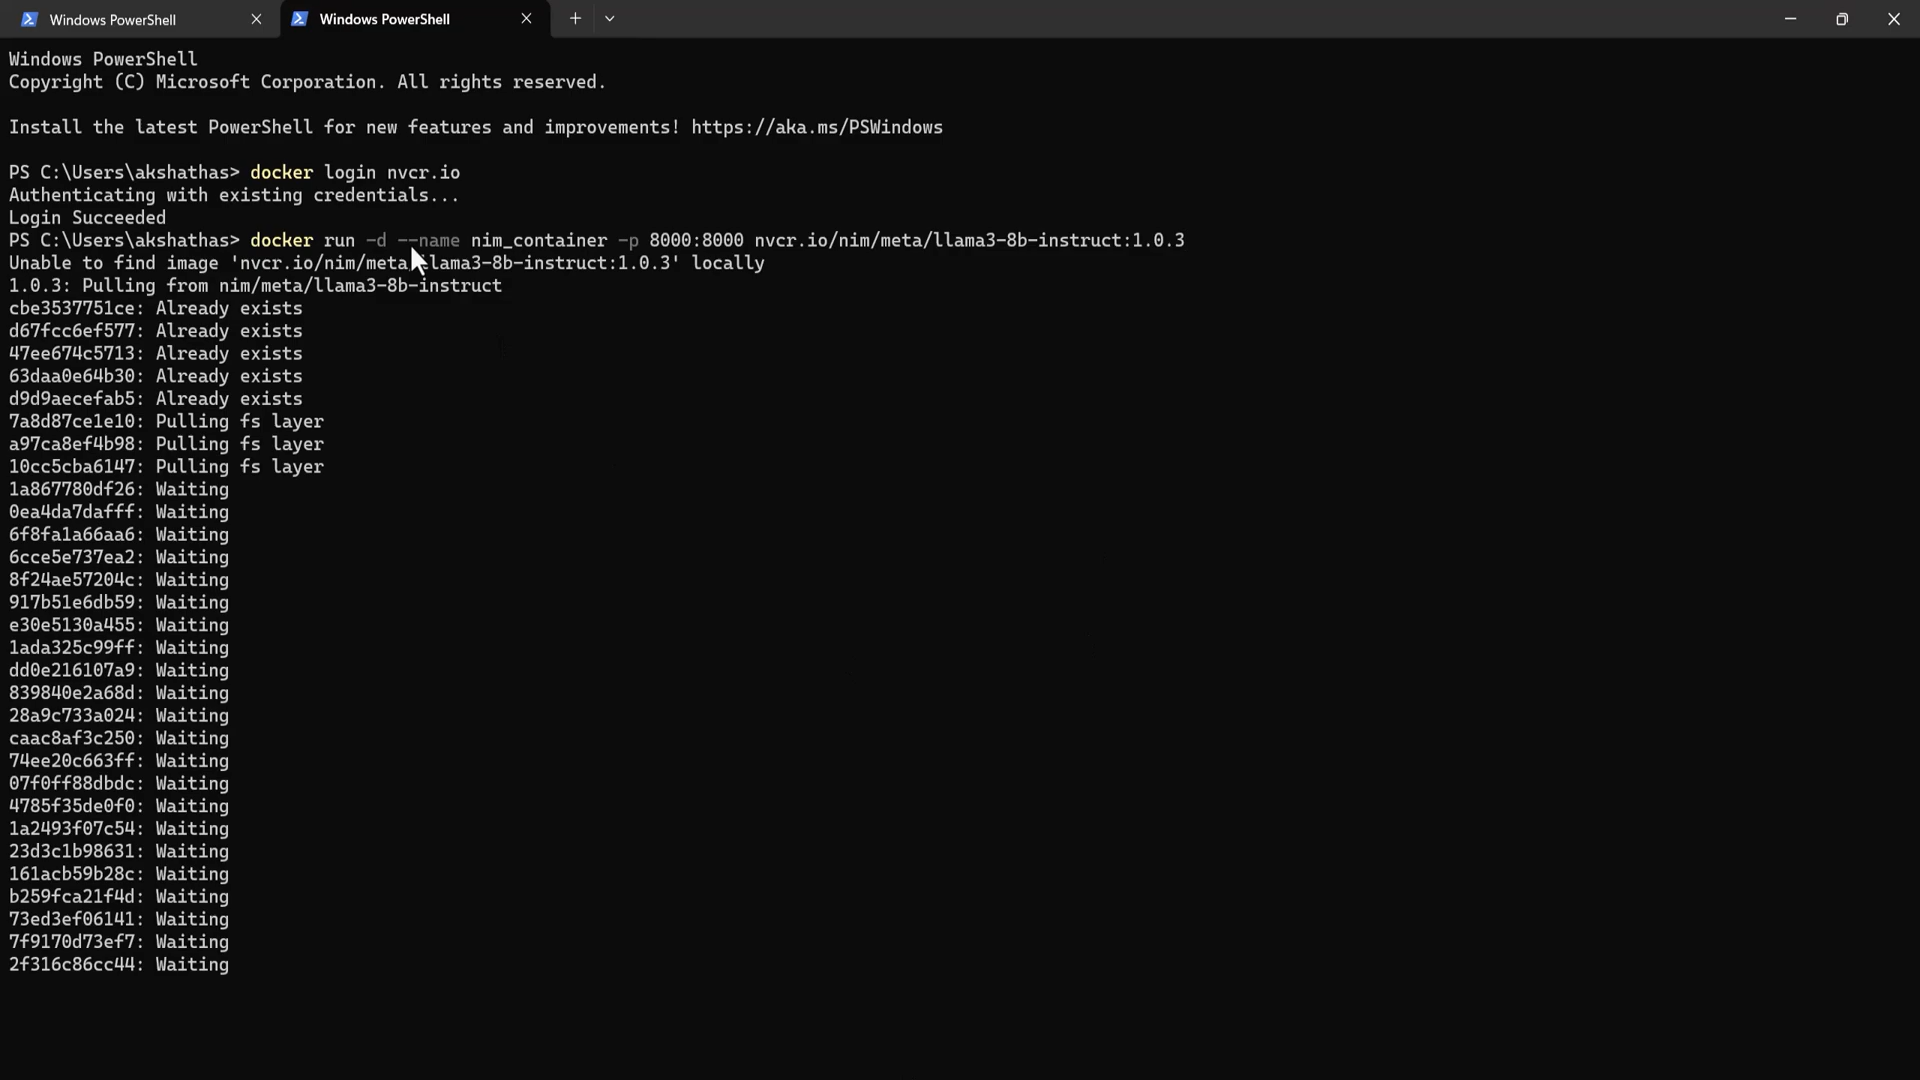 Windows PowerShell
Windows PowerShell
Windows PowerShell
Copyright (C) Microsoft Corporation. All rights reserved.
Install the latest PowerShell for new features and improvements! https://aka.ms/PSWindows
PS C:\Users\akshathas> docker login nvcr.io
Authenticating with existing credentials...
Login Succeeded
PS C:\Users\akshathas> docker run -d --name nim_container -p 8000:8000 nvcr.io/nim/meta/llama3-8b-instruct:1.0.3
Unable to find image 'nvcr.io/nim/meta/llama3-8b-instruct:1.0.3' locally
1.0.3: Pulling from nim/meta/llama3-8b-instruct
cbe3537751ce: Already exists
d67fcc6ef577: Already exists
47ee674c5713: Already exists
63daa0e64b30: Already exists
d9d9aecefab5: Already exists
7a8d87ce1e10: Pulling fs layer
a97ca8ef4b98: Pulling fs layer
10cc5cba6147: Pulling fs layer
1a867780df26: Waiting
0ea4da7dafff: Waiting
6f8fa1a66aa6: Waiting
6cce5e737ea2: Waiting
8f24ae57204c: Waiting
917b51e6db59: Waiting
e30e5130a455: Waiting
1ada325c99ff: Waiting
dd0e216107a9: Waiting
839840e2a68d: Waiting
28a9c733a024: Waiting
caac8af3c250: Waiting
74ee20c663ff: Waiting
07f0ff88dbdc: Waiting
4785f35de0f0: Waiting
1a2493f07c54: Waiting
23d3c1b98631: Waiting
161acb59b28c: Waiting
b259fca21f4d: Waiting
73ed3ef06141: Waiting
7f9170d73ef7: Waiting
2f316c86cc44: Waiting